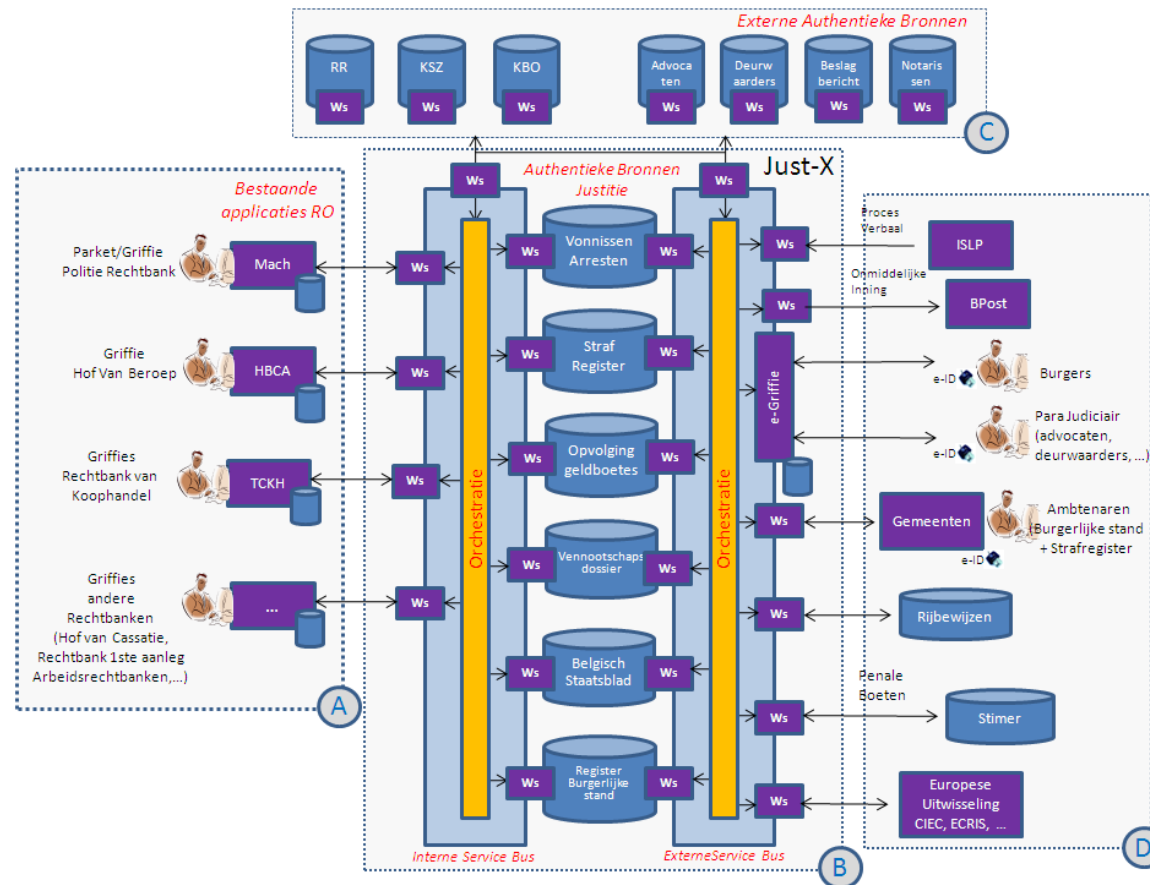 Externe Authentieke Bronnen
RR
Ws
KSZ
Ws
KBO
Ws
Advoca
ten
Ws
Deurw
aarders
Ws
Beslag
bericht
Ws
Notaris
sen
Ws
C
Bestaande
applicaties RO
Parket/Griffie
Politie Rechtbank
Mach
Griffie
Hof Van Beroep
HBCA
Griffies
Rechtbank van
Koophandel
TCKH
Griffies
andere
Rechtbanken
(Hof van Cassatie,
Rechtbank 1ste aanleg
Arbeidsrechtbanken,...)
...
A
Just-X
Authentieke Bronnen
Justitie
Ws
Ws
Ws
Ws
Ws
Ws
Orchestratie
Orchestratie
Ws
Vonnissen
Arresten
Ws
Ws
Straf
Register
Ws
Ws
Opvolging
geldboetes
Ws
Ws
Vennootschaps
dossier
Ws
Ws
Belgisch
Staatsblad
Ws
Ws
Register
Burgerlijke
stand
Ws
Ws
Ws
e-Griffie
Ws
Ws
Ws
Ws
Interne Service Bus
ExterneService Bus
B
Proces
Verbaal
ISLP
Onmiddelijke
Inning
BPost
e-ID
Burgers
e-ID
Para Judiciair
(advocaten,
deurwaarders, ...)
Gemeenten
e-ID
Ambtenaren
(Burgerlijke stand
+ Strafregister
Rijbewijzen
Penale
Boeten
Stimer
Europese
Uitwisseling
CIEC, ECRIS, ...
D